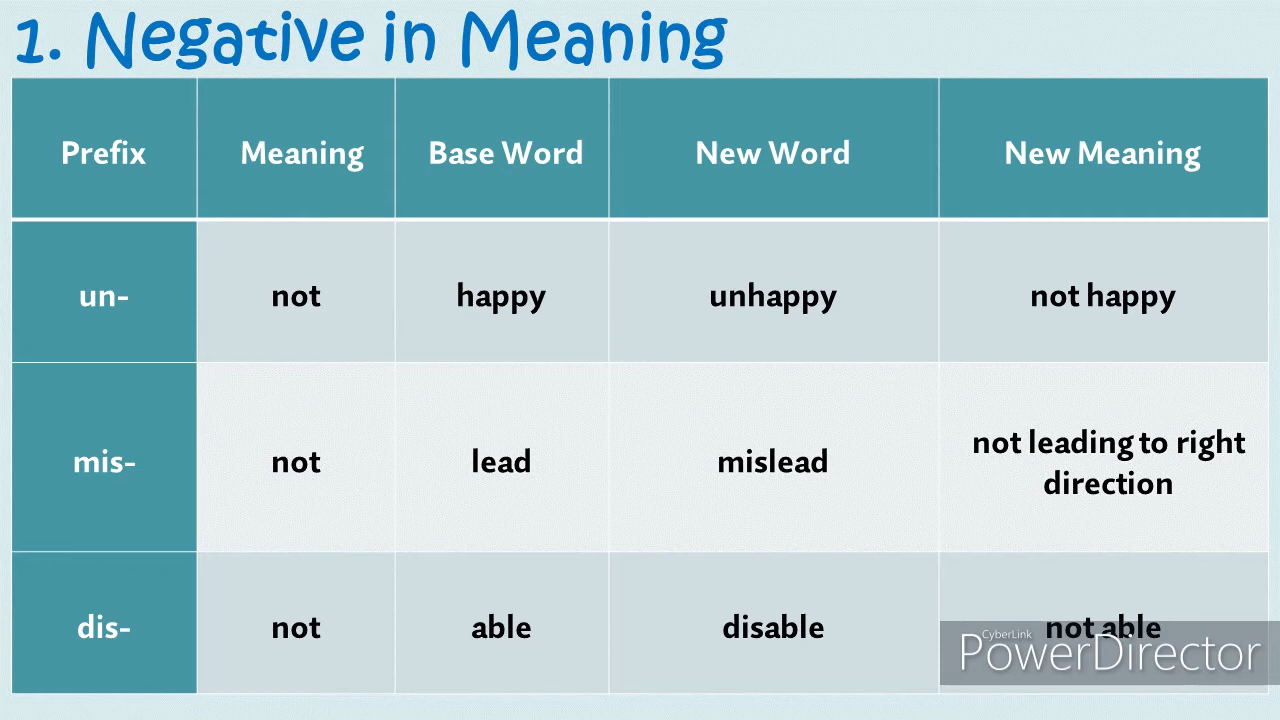 1. Negative in Meaning
Prefix Meaning Base Word New Word New Meaning
un- not happy unhappy not happy
mis- not lead mislead not leading to right
direction
dis- not able disable not able
CyberLink
PowerDirector